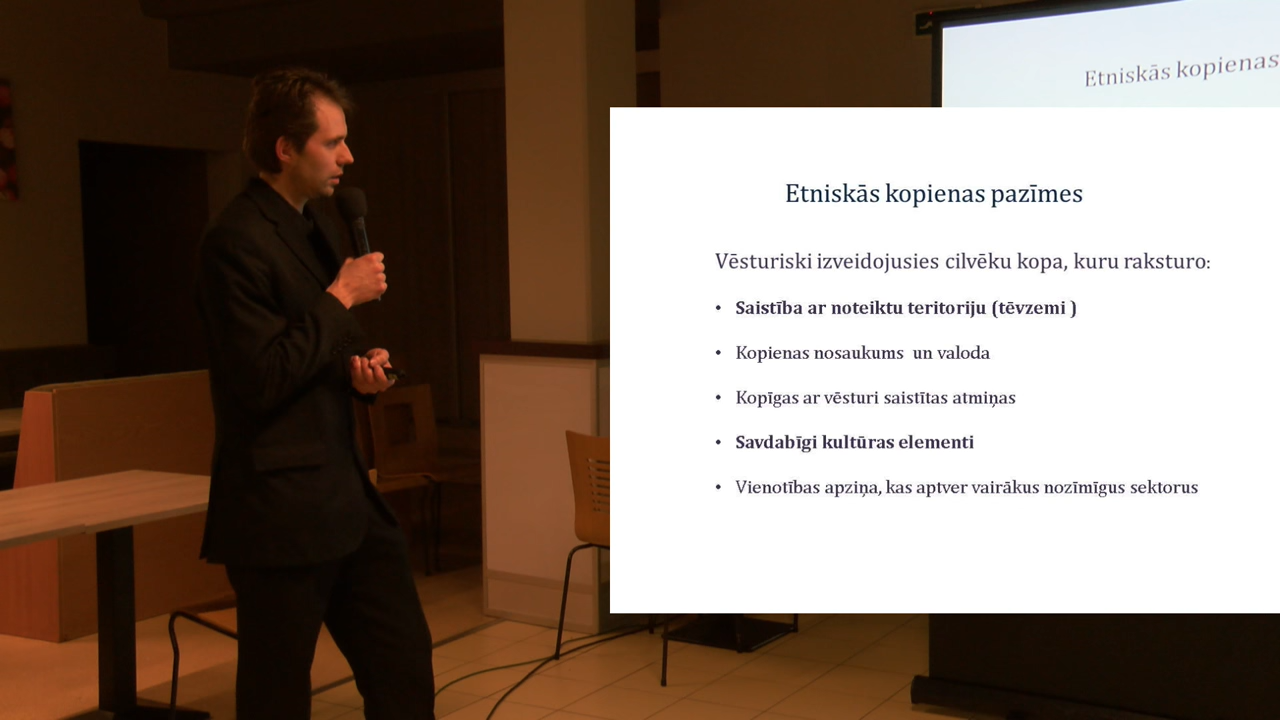 Etniskās kopienas
Etniskās kopienas pazīmes
Vēsturiski izveidojusies cilvēku kopa, kuru raksturo:
• Saistība ar noteiktu teritoriju (tēvzemi )
• Kopienas nosaukums  un valoda
• Kopīgas ar vēsturi saistītas atmiņas
• Savdabīgi kultūras elementi
• Vienotības apziņa, kas aptver vairākus nozīmīgus sektorus